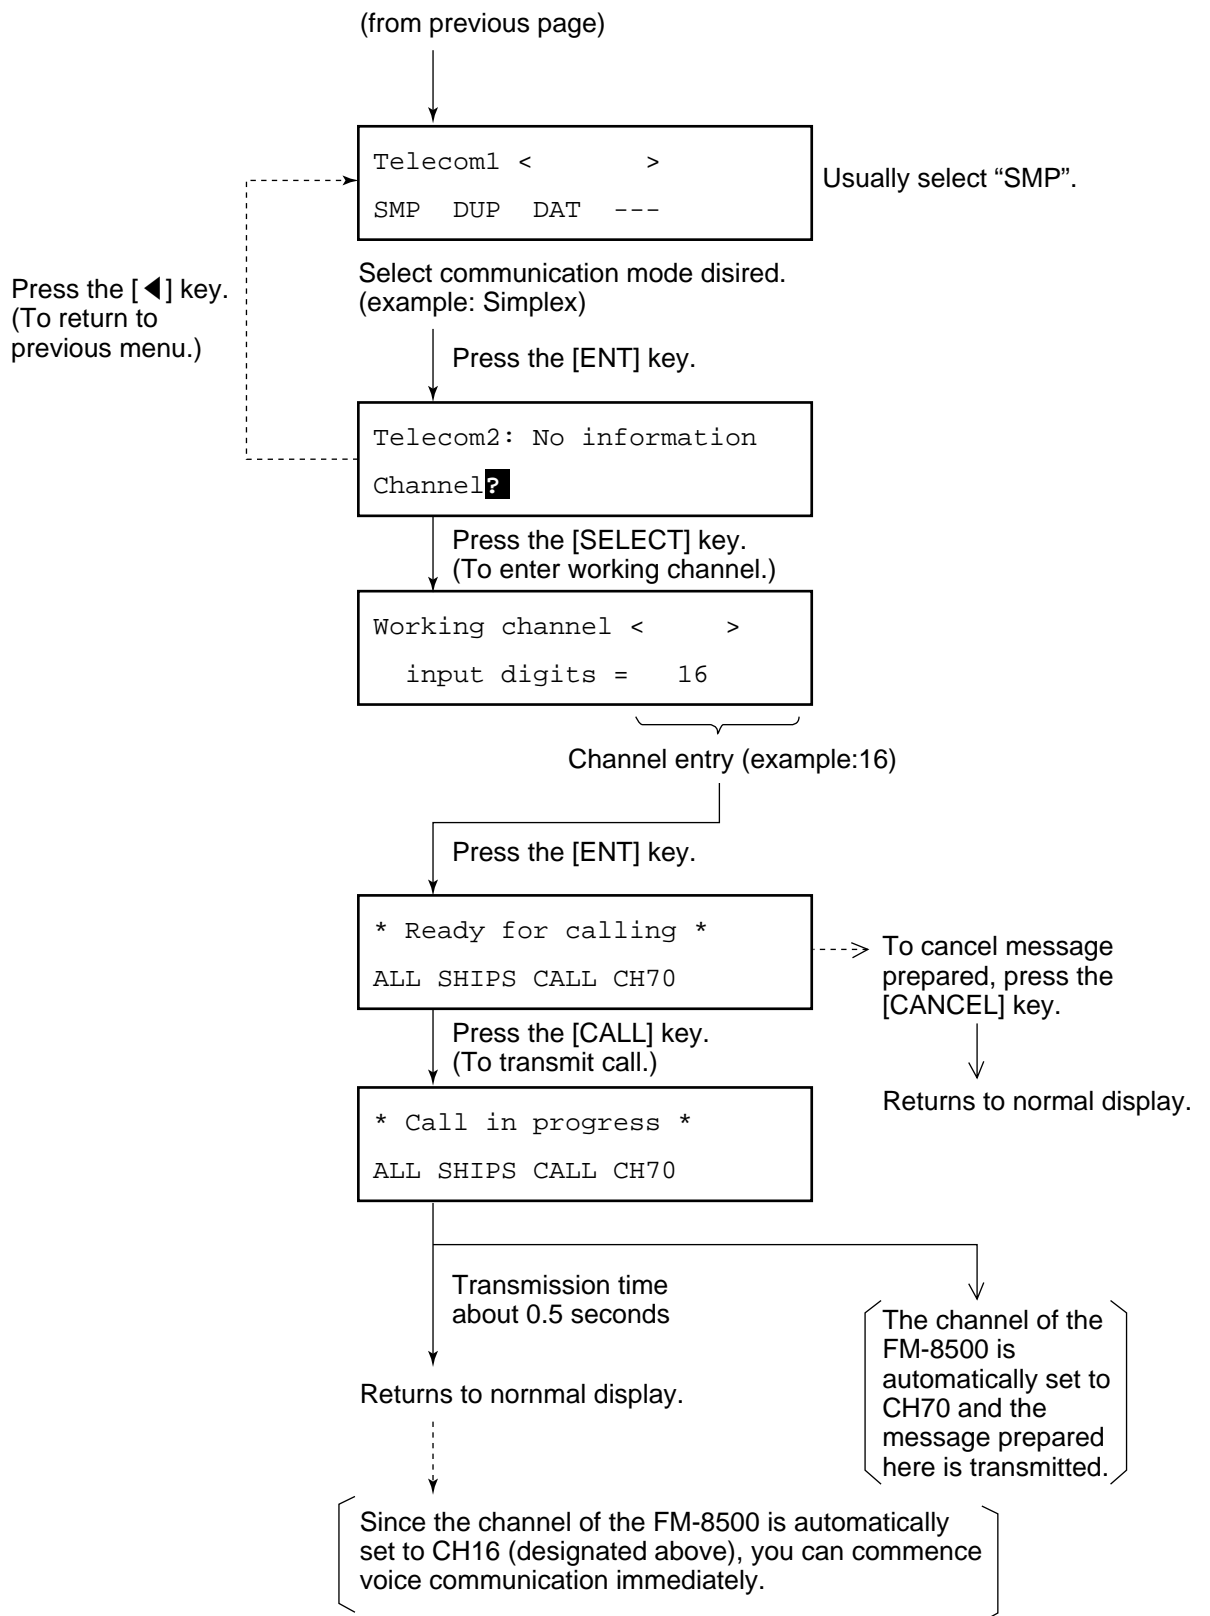 (from previous page)
Telecom1 <       >
Usually select “SMP”.
SMP  DUP  DAT  ---
Select communication mode disired.
(example: Simplex)
Press the [◀] key.
(To return to
previous menu.)
Press the [ENT] key.
Telecom2: No information
Channel?
Press the [SELECT] key.
(To enter working channel.)
Working channel <     >
input digits =   16
Channel entry (example:16)
Press the [ENT] key.
* Ready for calling *
ALL SHIPS CALL CH70
To cancel message
prepared, press the
[CANCEL] key.
Returns to normal display.
Press the [CALL] key.
(To transmit call.)
* Call in progress *
ALL SHIPS CALL CH70
Transmission time
about 0.5 seconds
The channel of the
FM-8500 is
automatically set to
CH70 and the
message prepared
here is transmitted.
Returns to nornmal display.
Since the channel of the FM-8500 is automatically
set to CH16 (designated above), you can commence
voice communication immediately.